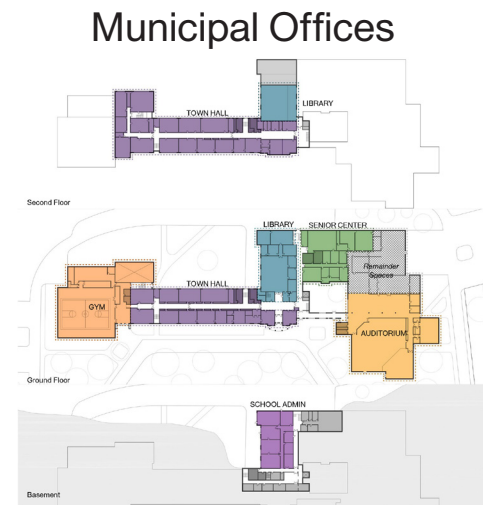 Municipal Offices
TOWN HALL
LIBRARY
Second Floor
LIBRARY
SENIOR CENTER
Remainder
Spaces
TOWN HALL
GYM
AUDITORIUM
Ground Floor
SCHOOL ADMIN
Basement